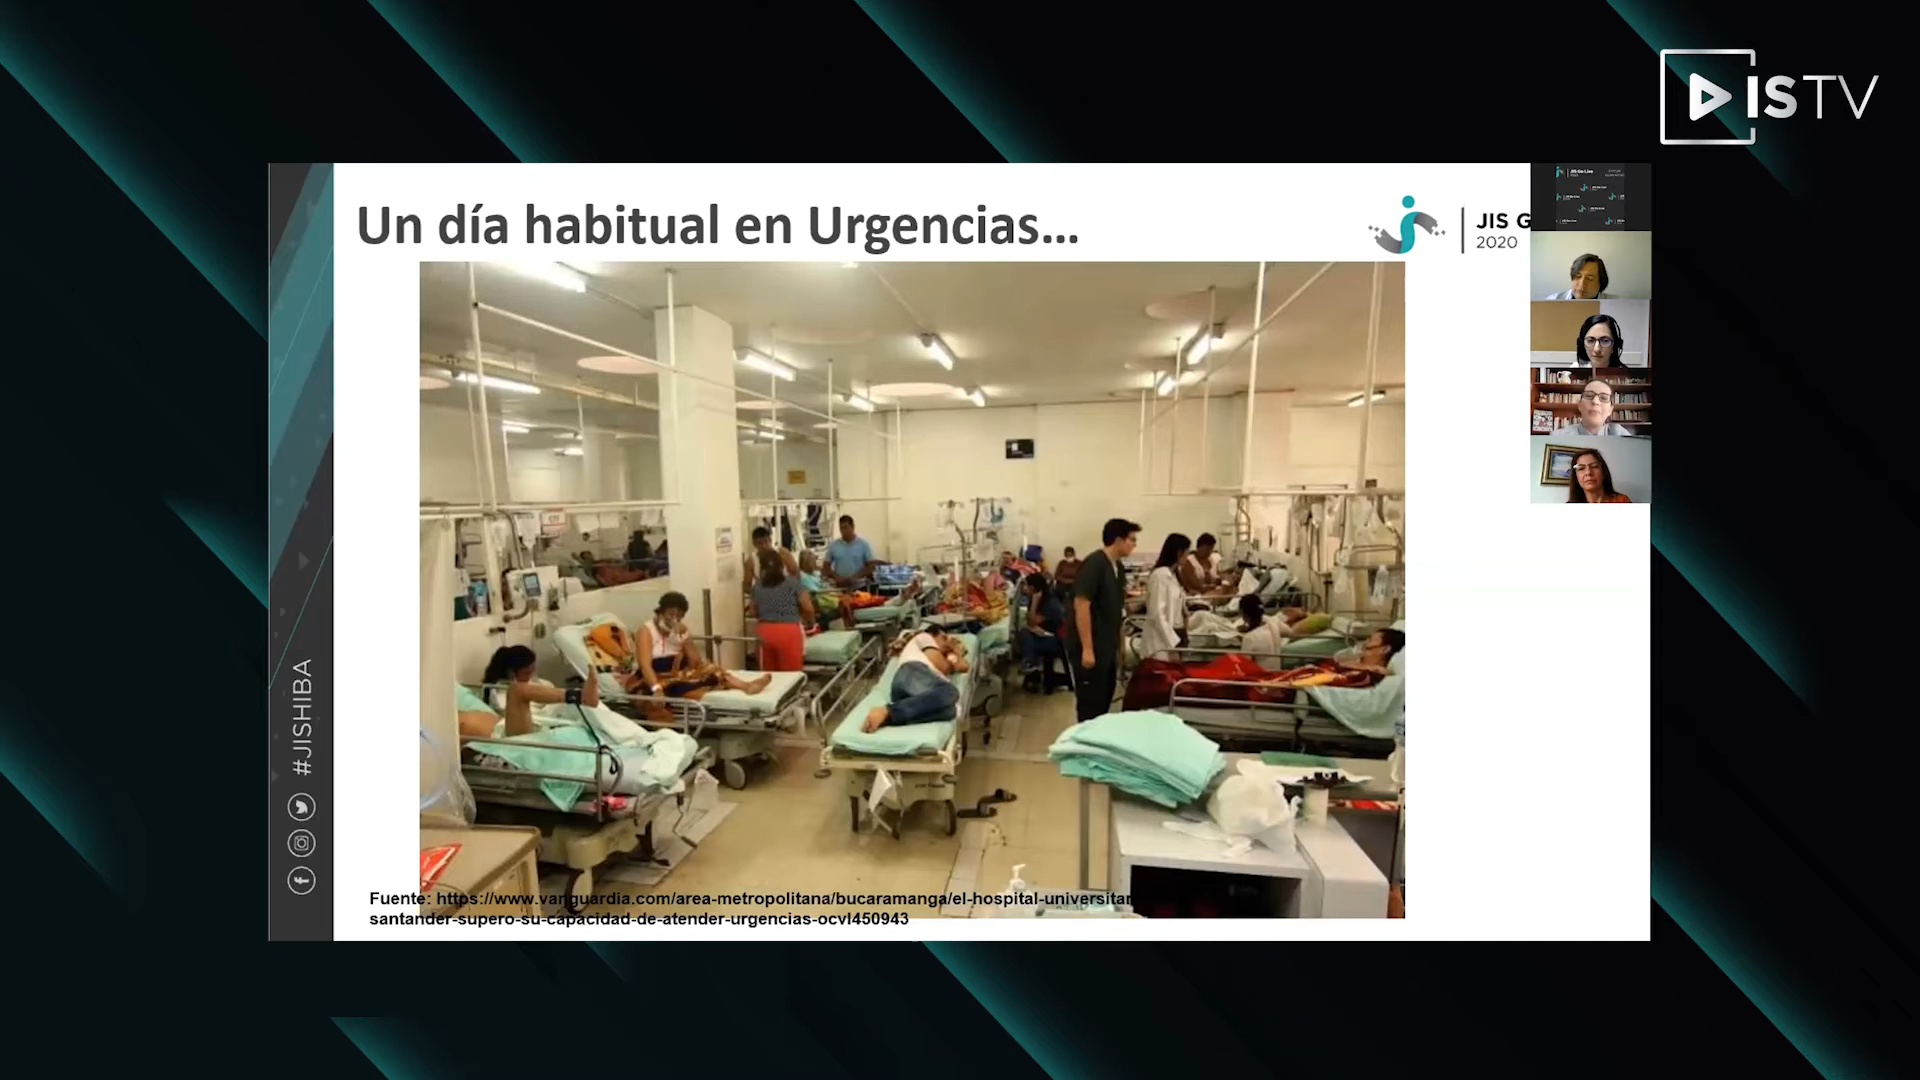 ISTV
Un día habitual en Urgencias...
JIS G
2020
#JISHIBA
Fuente: https://www.vanguardia.com/area-metropolitana/bucaramanga/el-hospital-universitar
santander-supero-su-capacidad-de-atender-urgencias-ocvl450943